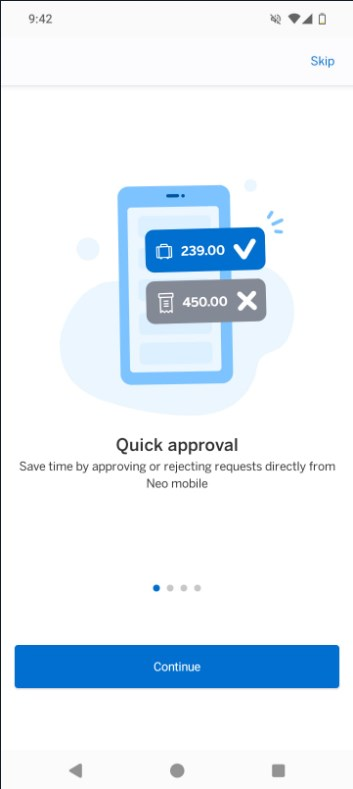 9:42
Skip
239.00
450.00
Quick approval
Save time by approving or rejecting requests directly from
Neo mobile
Continue